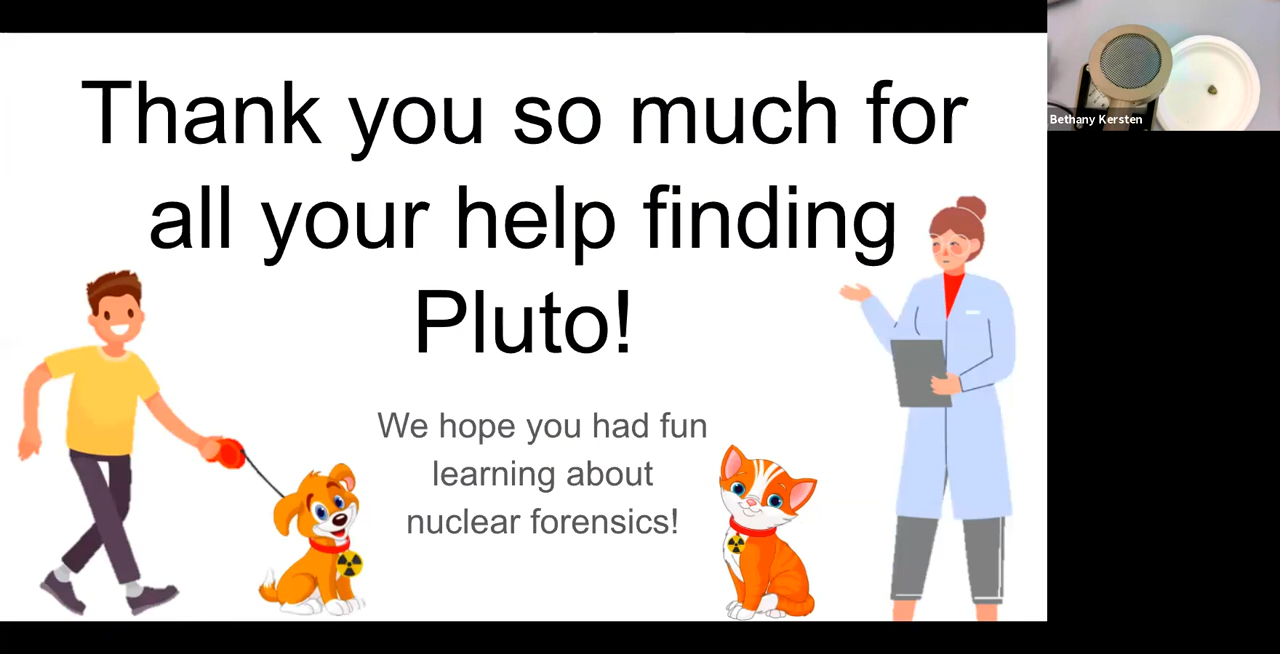 Thank you so much for
all your help finding
Pluto!
We hope you had fun
learning about
nuclear forensics!
Bethany Kersten